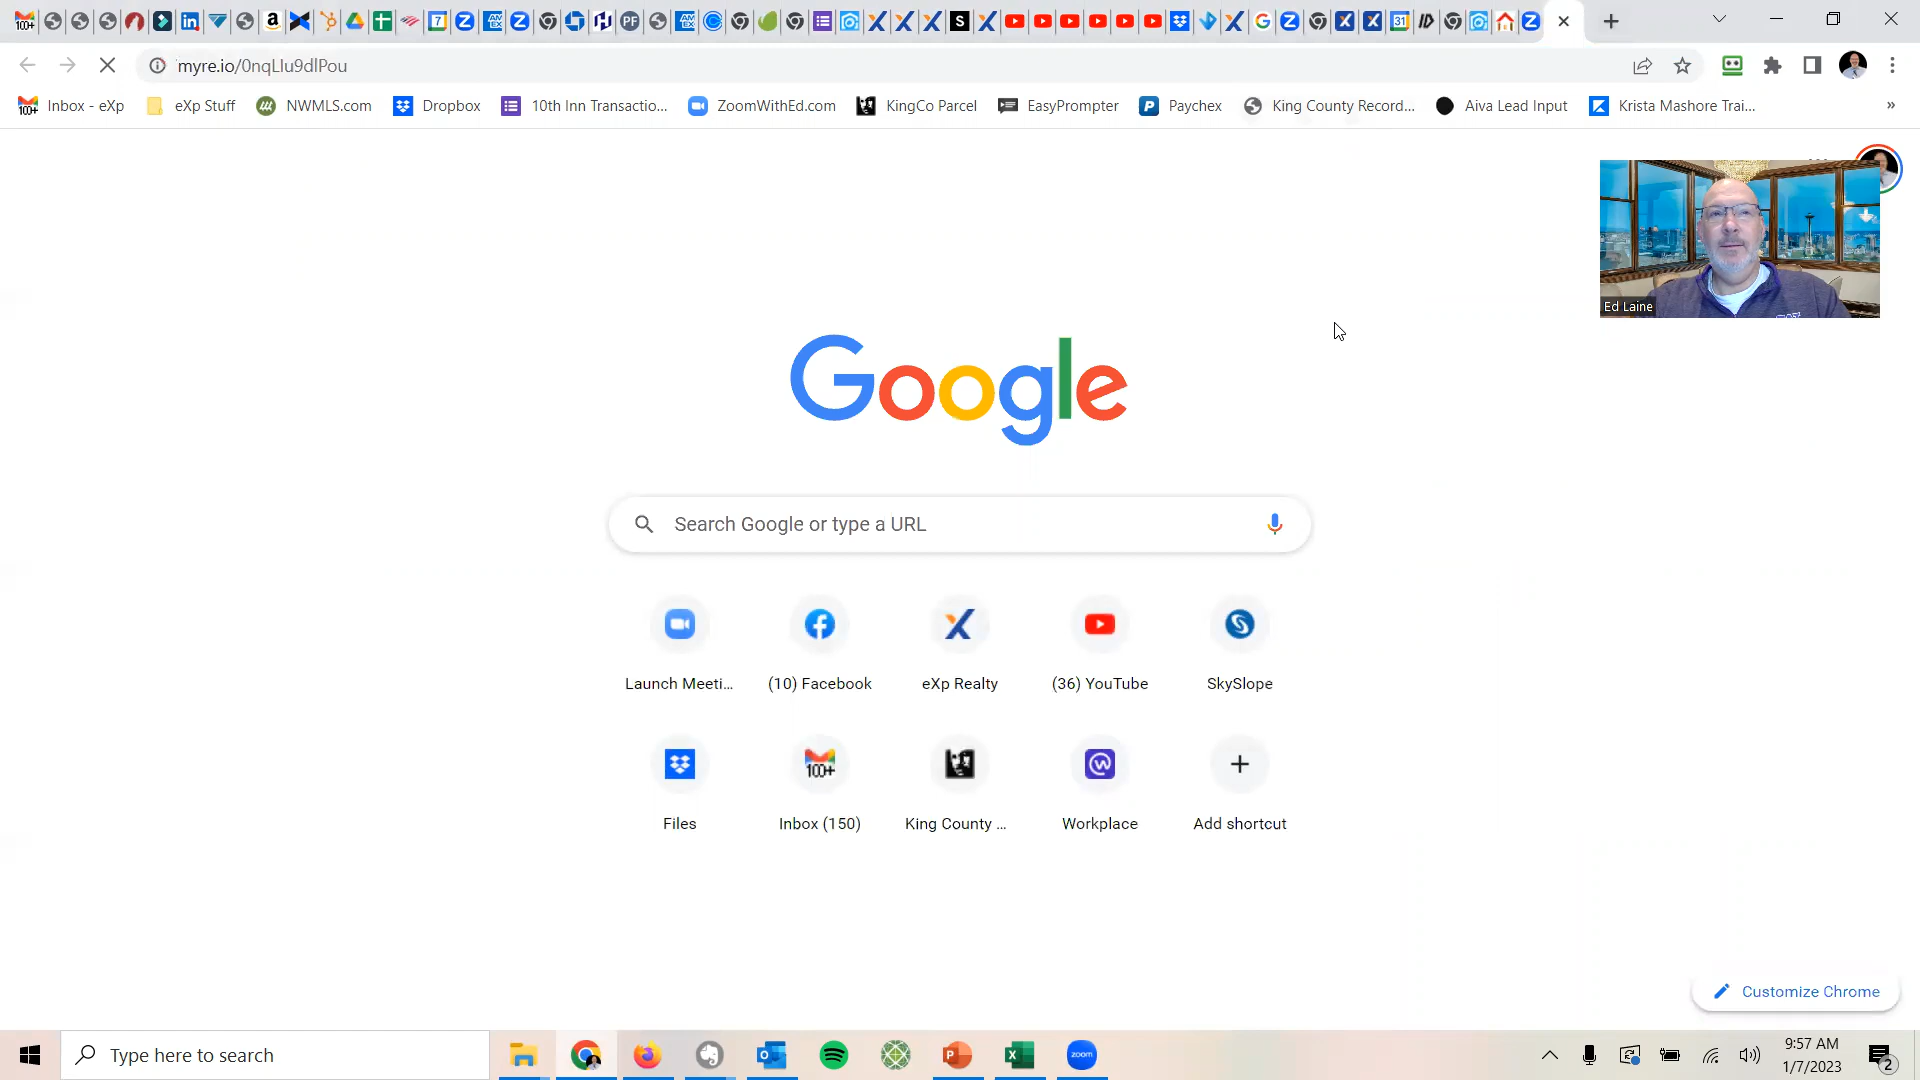 myre.io/0nqLlu9dlPou
Inbox - eXp
eXp Stuff
NWMLS.com
Dropbox
10th Inn Transactio...
ZoomWithEd.com
KingCo Parcel
EasyPrompter
Paychex
King County Record...
Aiva Lead Input
Krista Mashore Trai...
»
Ed Laine
Google
Search Google or type a URL
Launch Meeti...
(10) Facebook
eXp Realty
(36) YouTube
SkySlope
100+
Files
Inbox (150)
King County ...
Workplace
Add shortcut
Customize Chrome
Type here to search
zoom
9:57 AM
1/7/2023
2